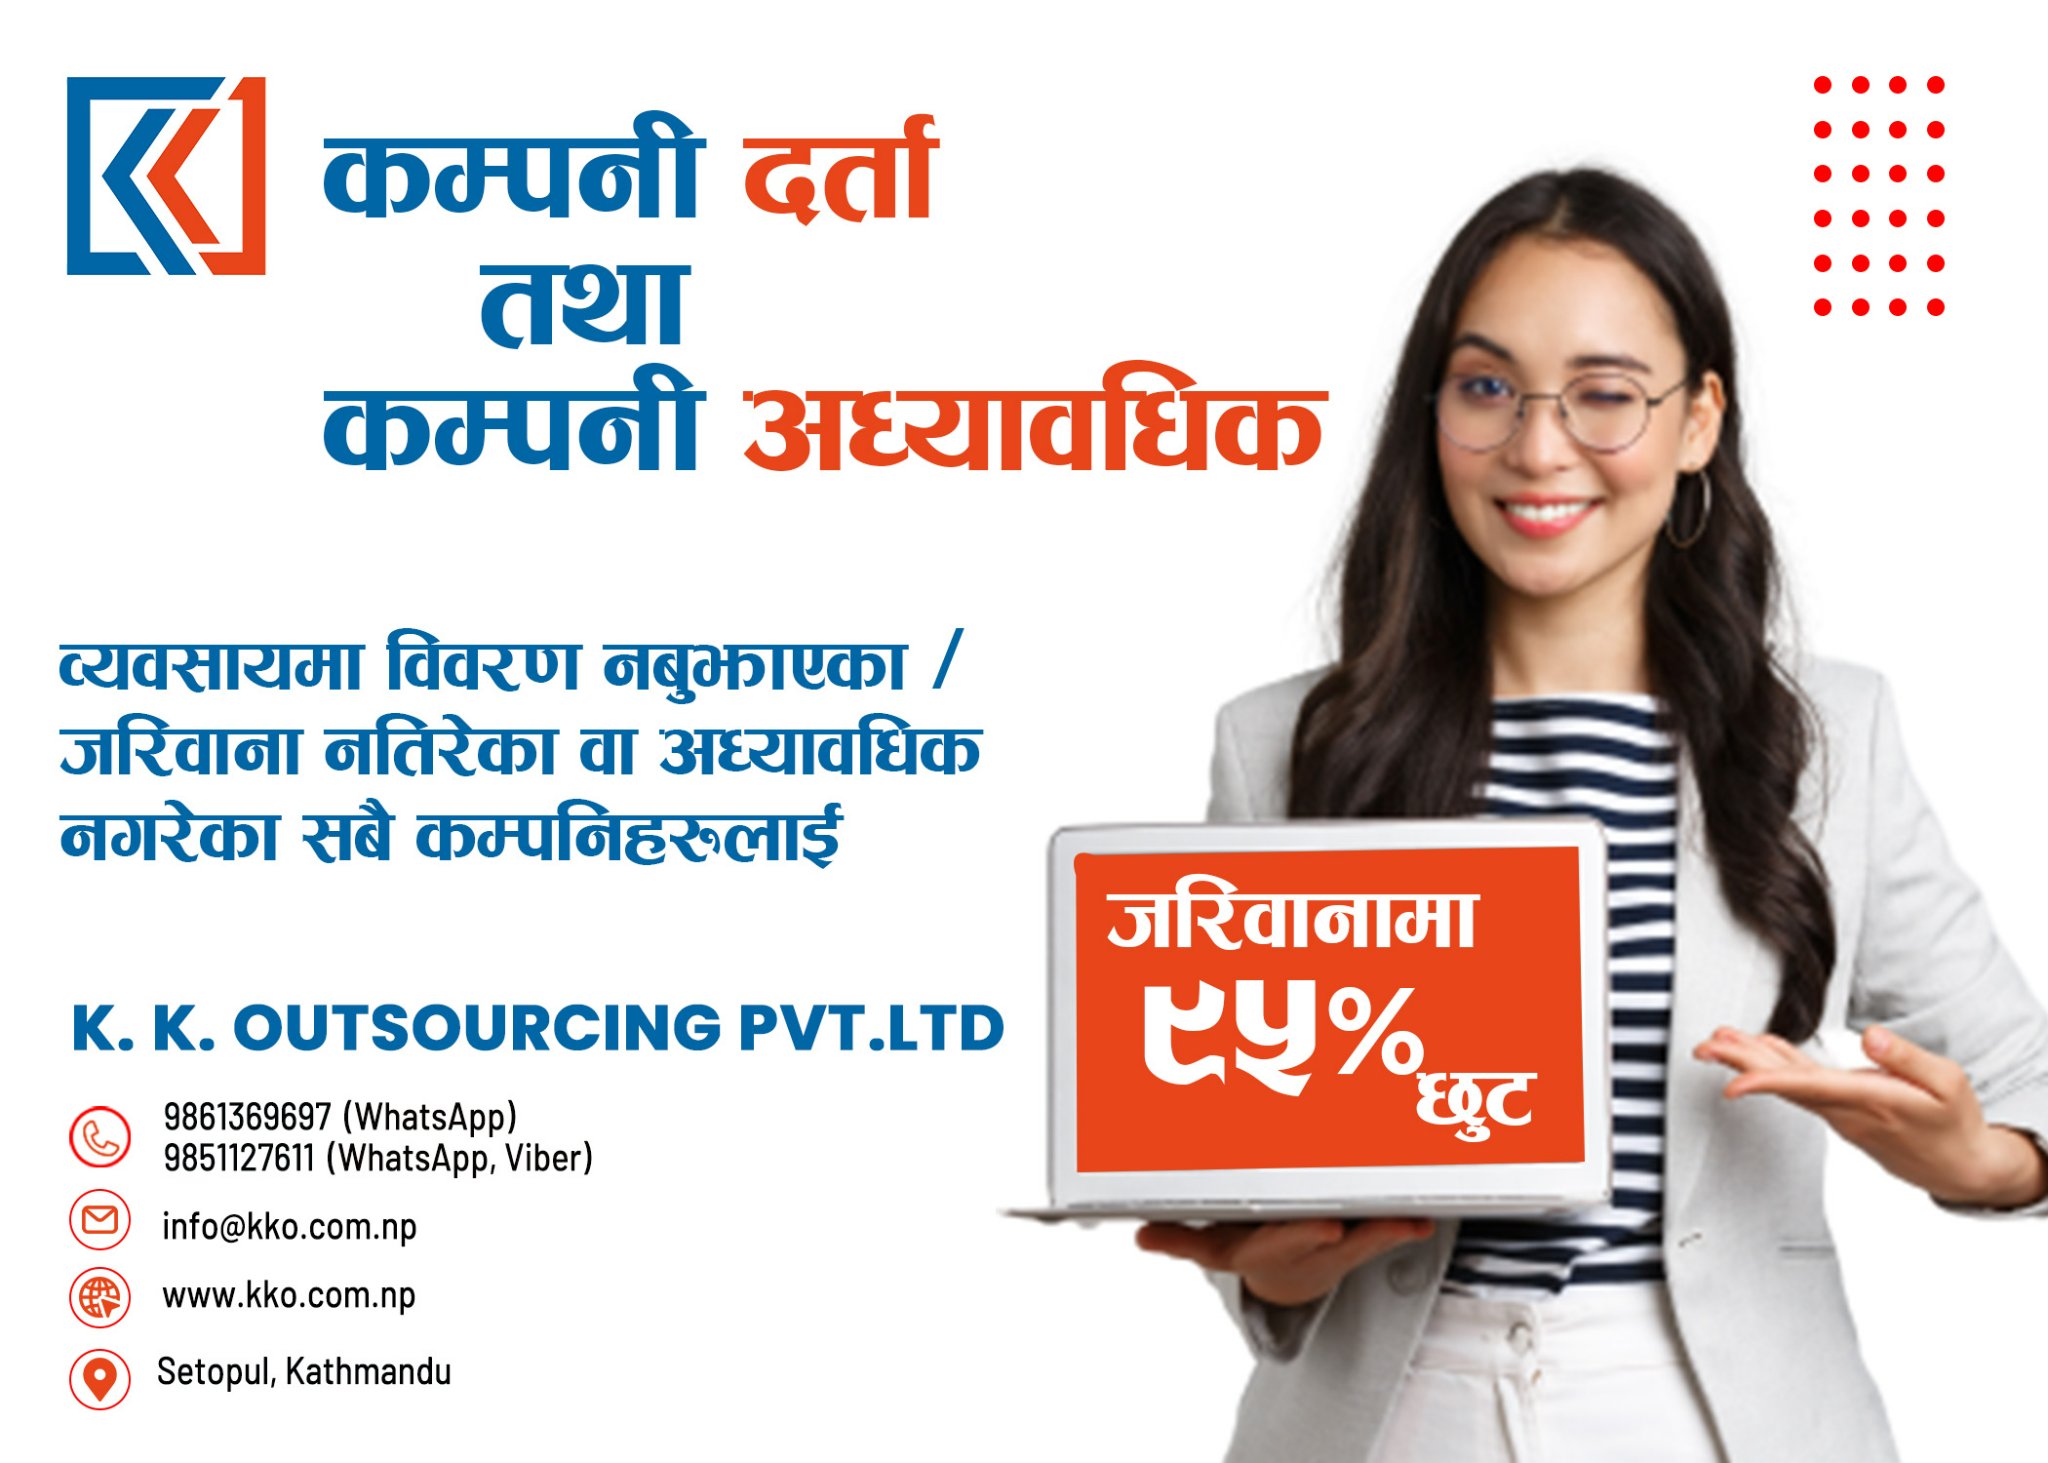 कम्पनी दर्ता
तथा
कम्पनी अध्यावधिक
व्यवसायमा विवरण नबुझाएका /
जरिवाना नतिरेका वा अध्यावधिक
नगरेका सबै कम्पनिहरुलाई
जरिवानामा
९५%
छुट
K. K. OUTSOURCING PVT.LTD
9861369697 (WhatsApp)
9851127611 (WhatsApp, Viber)
info@kko.com.np
www.kko.com.np
Setopul, Kathmandu